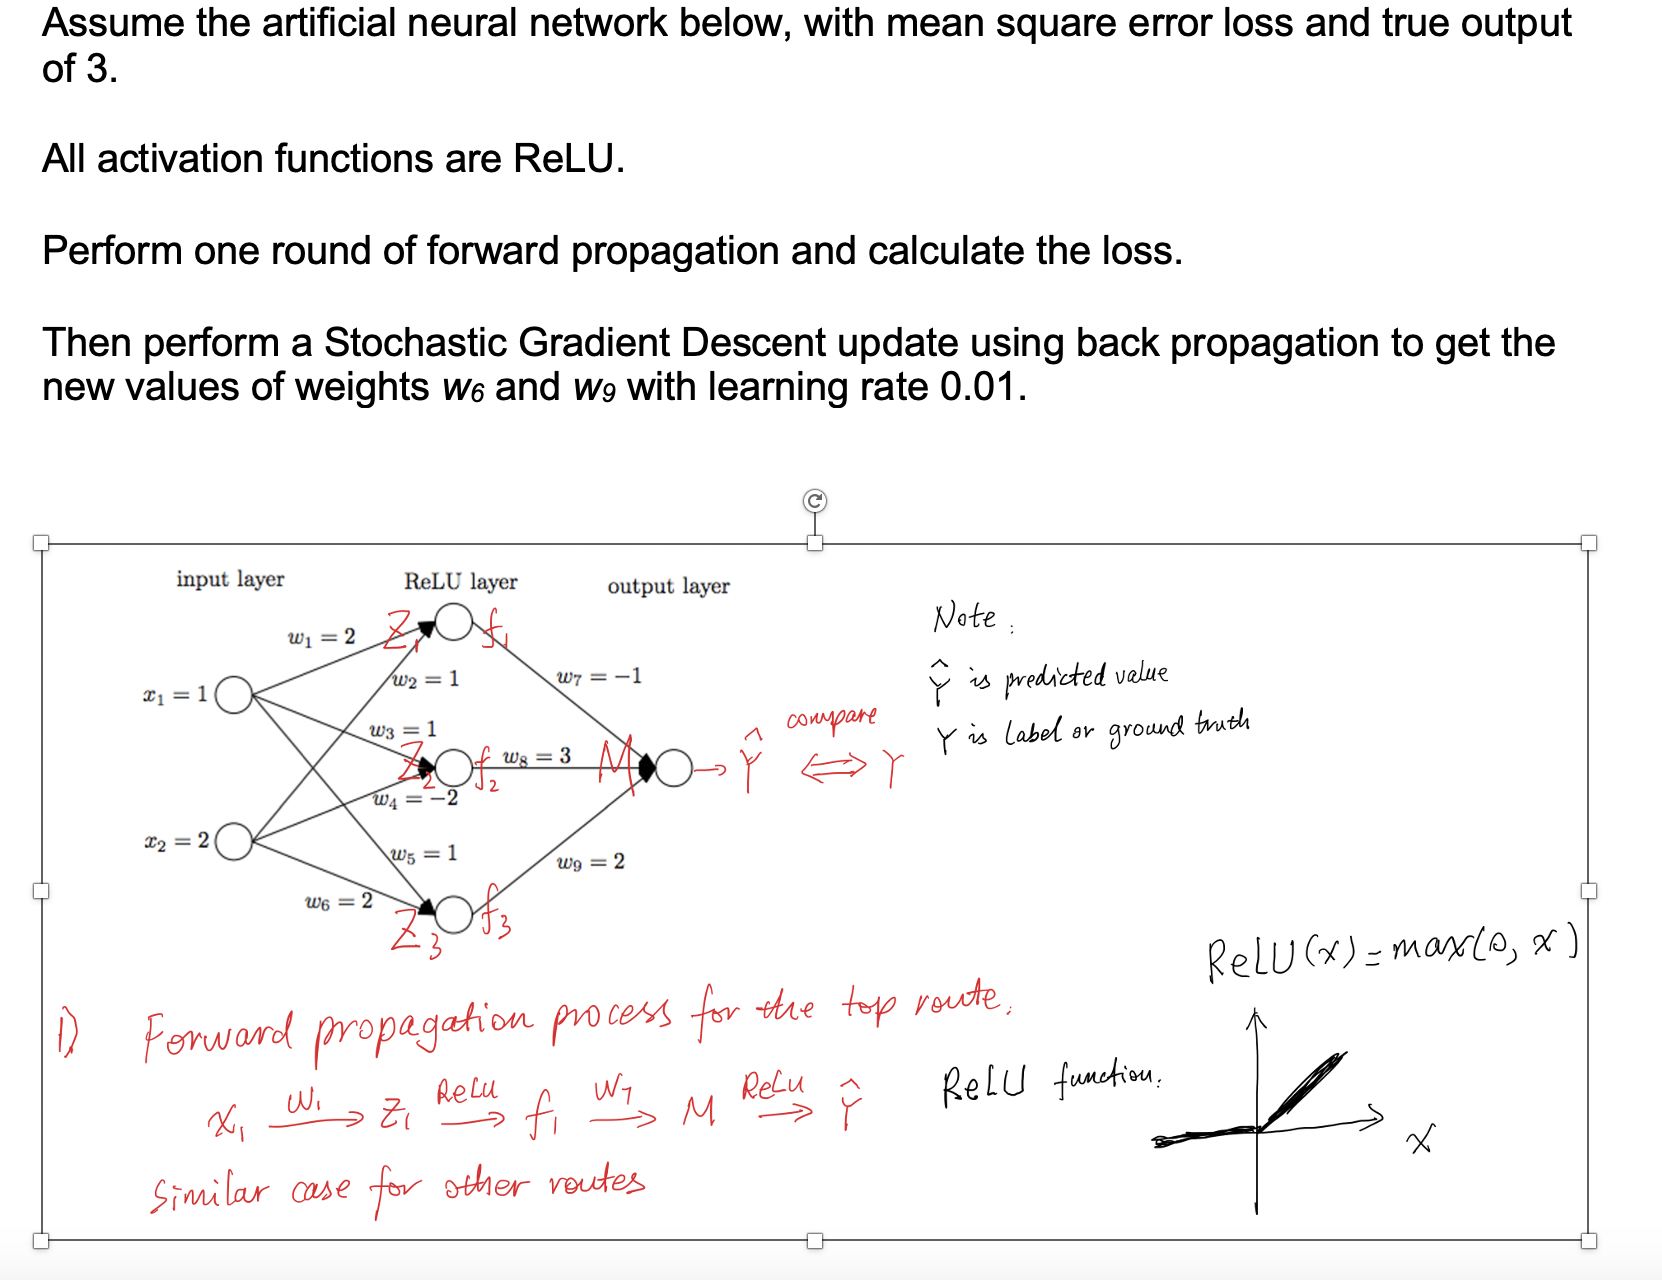 Assume the artificial neural network below, with mean square error loss and true output
of 3.
All activation functions are ReLU.
Perform one round of forward propagation and calculate the loss.
Then perform a Stochastic Gradient Descent update using back propagation to get the
new values of weights w₆ and w₉ with learning rate 0.01.
input layer
ReLU layer
output layer
Note:
w₁ = 2
Z₁
f₁
w₂ = 1
w₇ = −1
x₁ = 1
Ŷ is predicted value
w₃ = 1
compare
Y is label or ground truth
Z₂
f₂
w₈ = 3
M
→ Ŷ ⇔ Y
w₄ = −2
x₂ = 2
w₅ = 1
w₉ = 2
w₆ = 2
Z₃
f₃
ReLU(x) = max(0, x)
1) Forward propagation process for the top route.
x₁ —W₁→ Z₁ —ReLu→ f₁ —W₇→ M —ReLu→ Ŷ
ReLU function:
x
Similar case for other routes